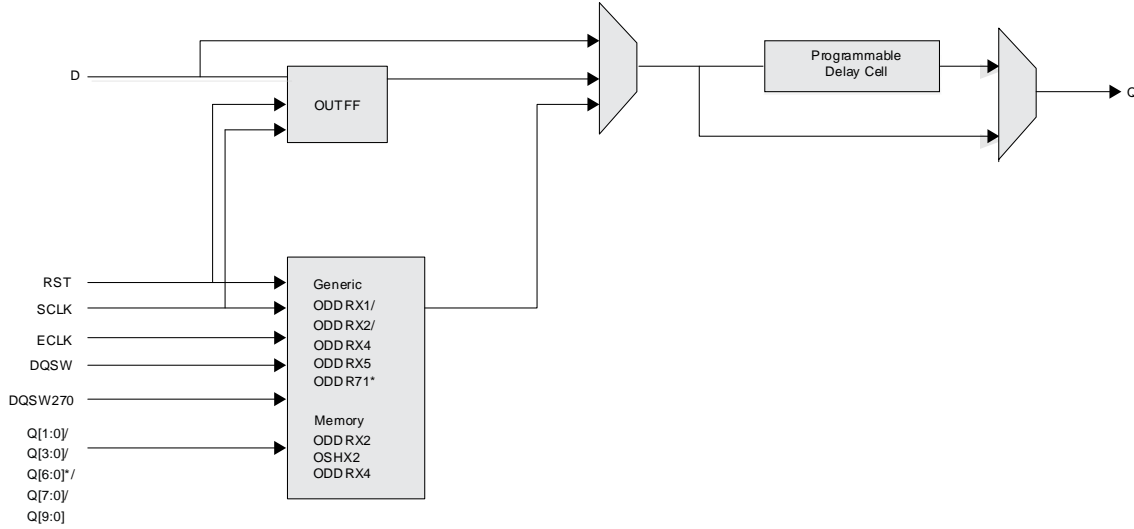 D
OUTFF
Programmable
Delay Cell
Q
RST
SCLK
ECLK
DQSW
DQSW270
Q[1:0]/
Q[3:0]/
Q[6:0]*/
Q[7:0]/
Q[9:0]
Generic
ODDRX1/
ODDRX2/
ODDRX4
ODDRX5
ODDR71*
Memory
ODDRX2
OSHX2
ODDRX4